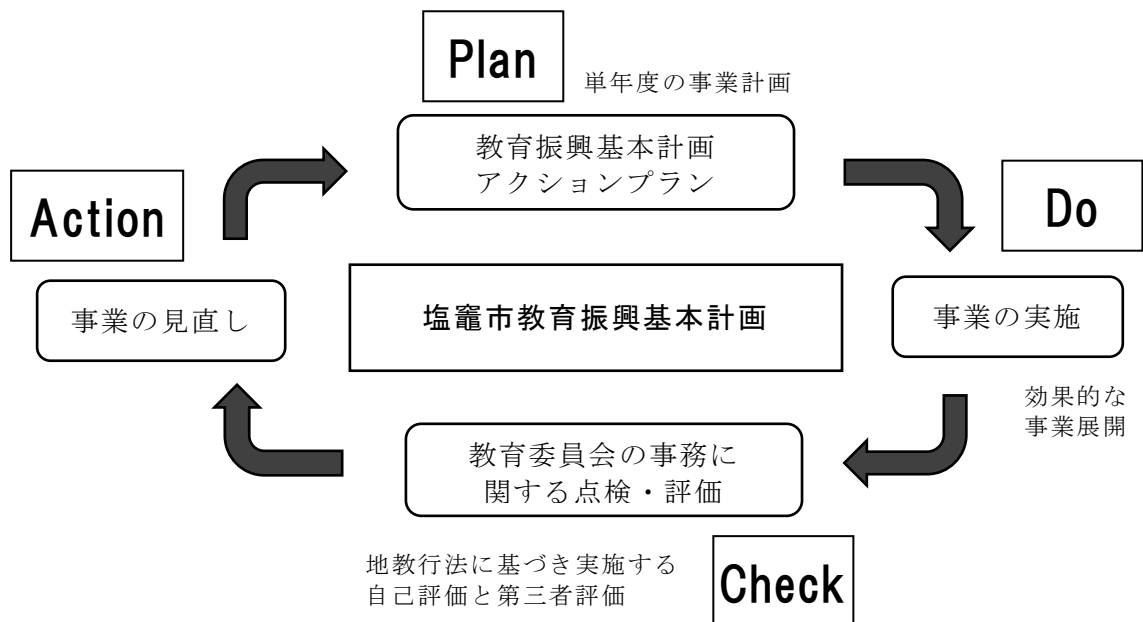 Plan
単年度の事業計画
教育振興基本計画
アクションプラン
Action
Do
事業の見直し
塩竈市教育振興基本計画
事業の実施
効果的な
事業展開
教育委員会の事務に
関する点検・評価
地教行法に基づき実施する
自己評価と第三者評価
Check